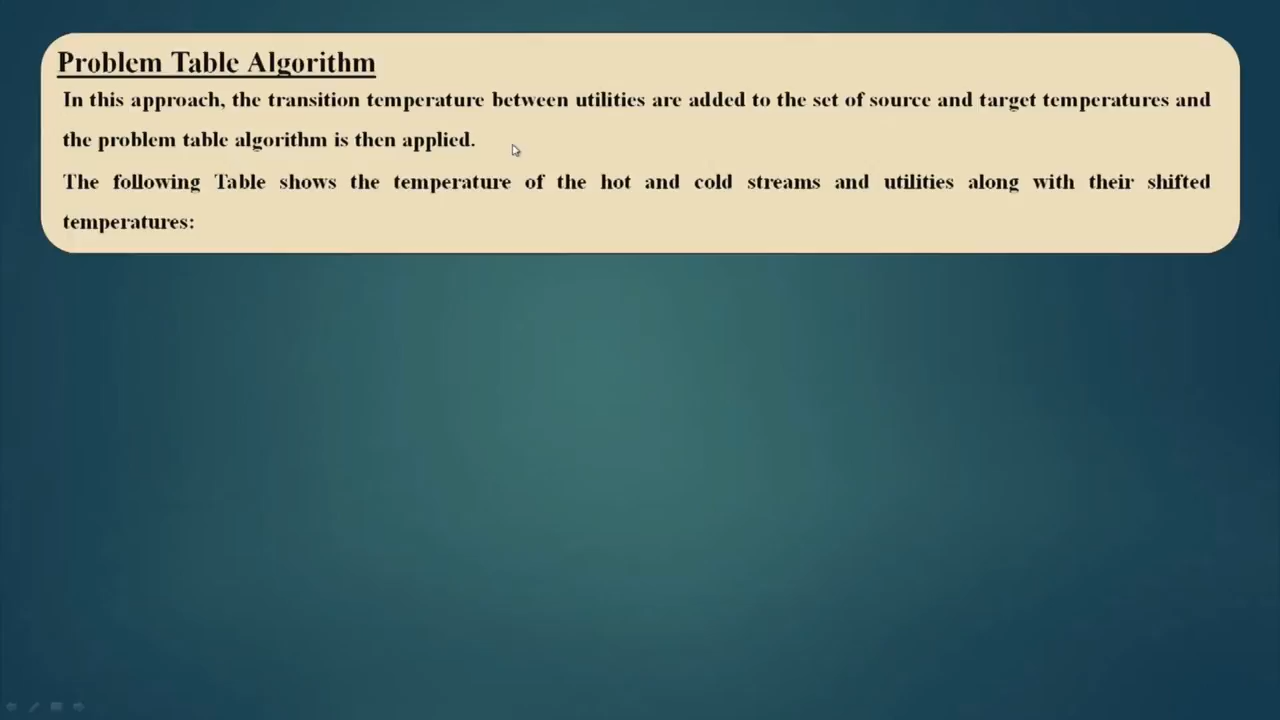 Problem Table Algorithm
In this approach, the transition temperature between utilities are added to the set of source and target temperatures and
the problem table algorithm is then applied.
The following Table shows the temperature of the hot and cold streams and utilities along with their shifted
temperatures: